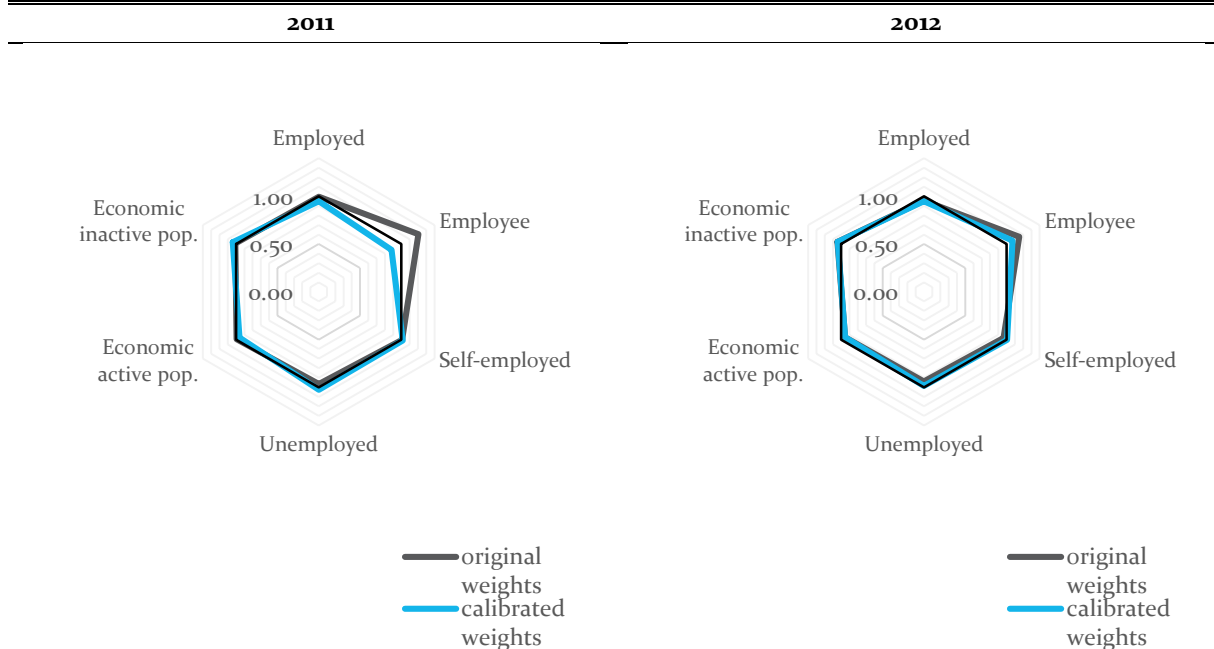 2011
2012
Employed
1.00
Economic
inactive pop.
Employee
0.50
0.00
Economic
active pop.
Self-employed
Unemployed
original
weights
calibrated
weights
Employed
1.00
Economic
inactive pop.
Employee
0.50
0.00
Economic
active pop.
Self-employed
Unemployed
original
weights
calibrated
weights